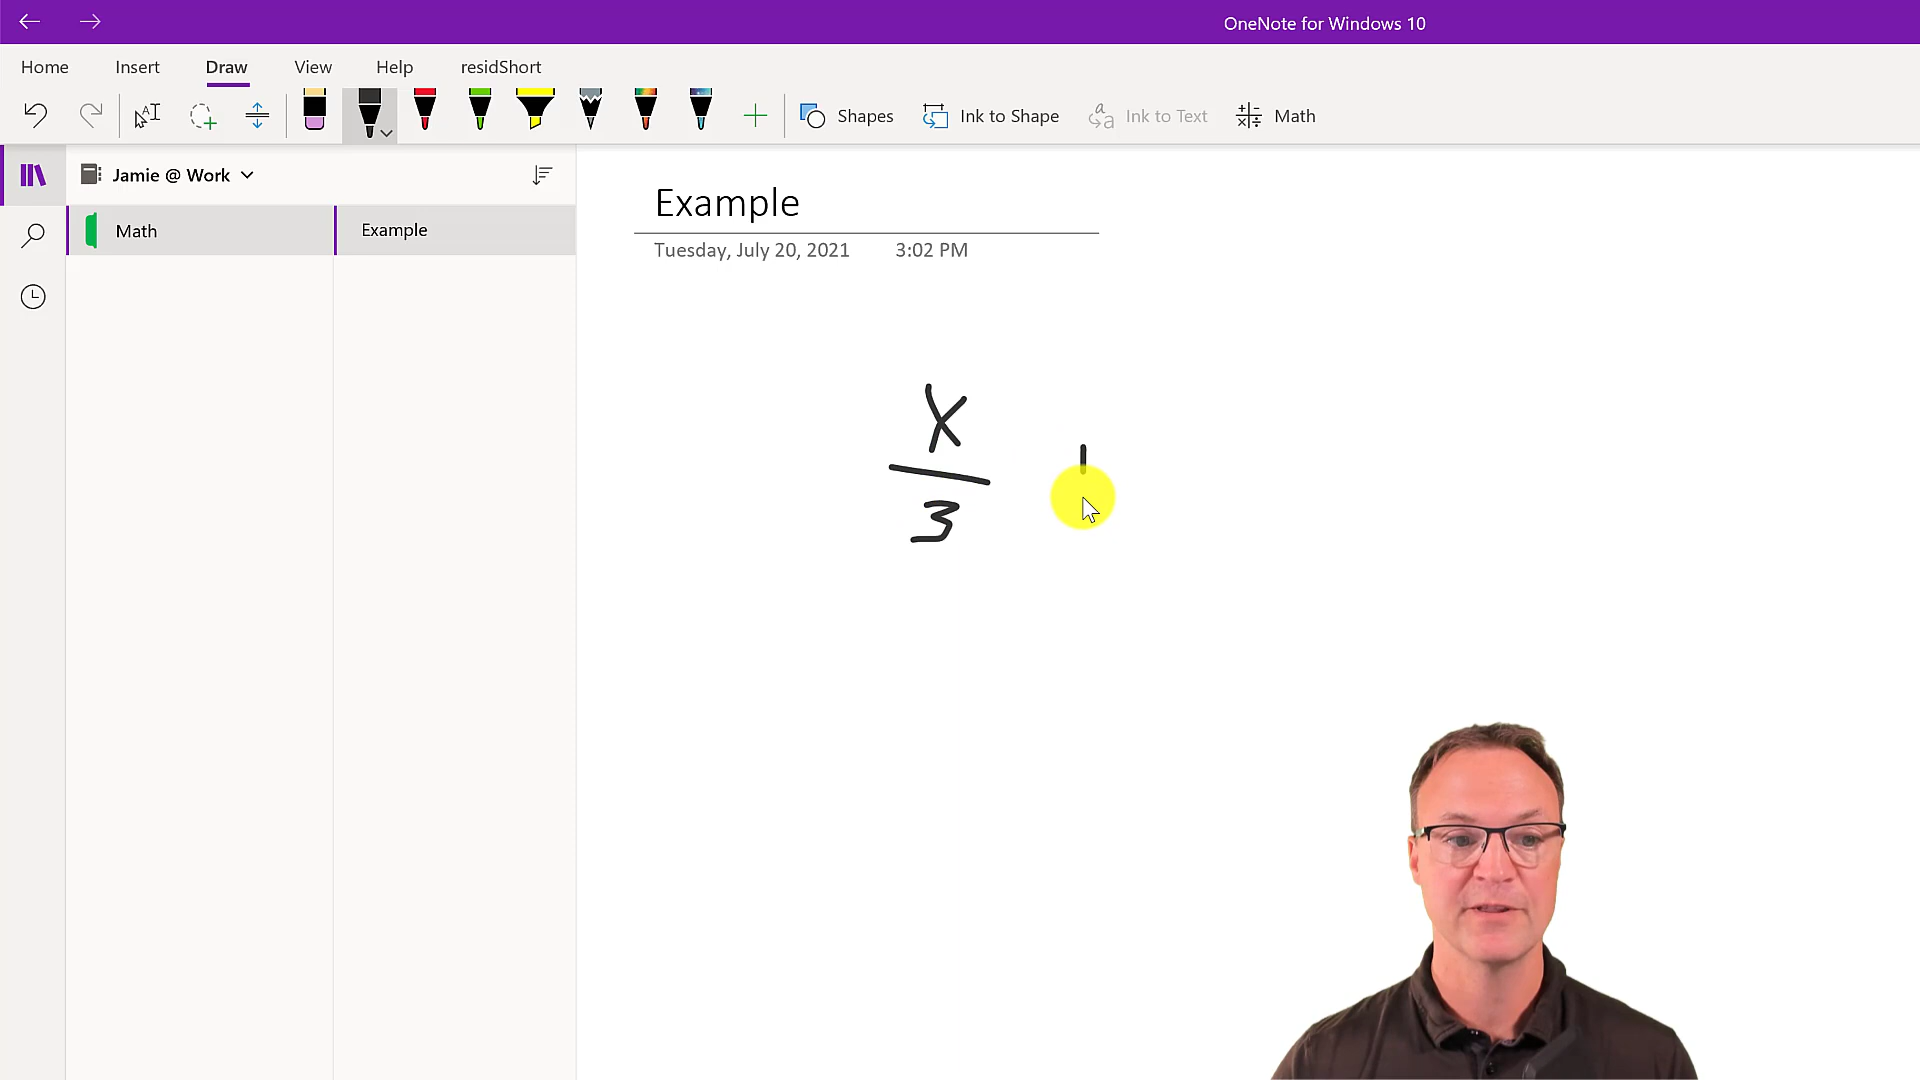 OneNote for Windows 10
Home Insert Draw View Help residShort
Shapes Ink to Shape Ink to Text Math
Jamie @ Work
Math
Example
Example
Tuesday, July 20, 2021 3:02 PM
X
3